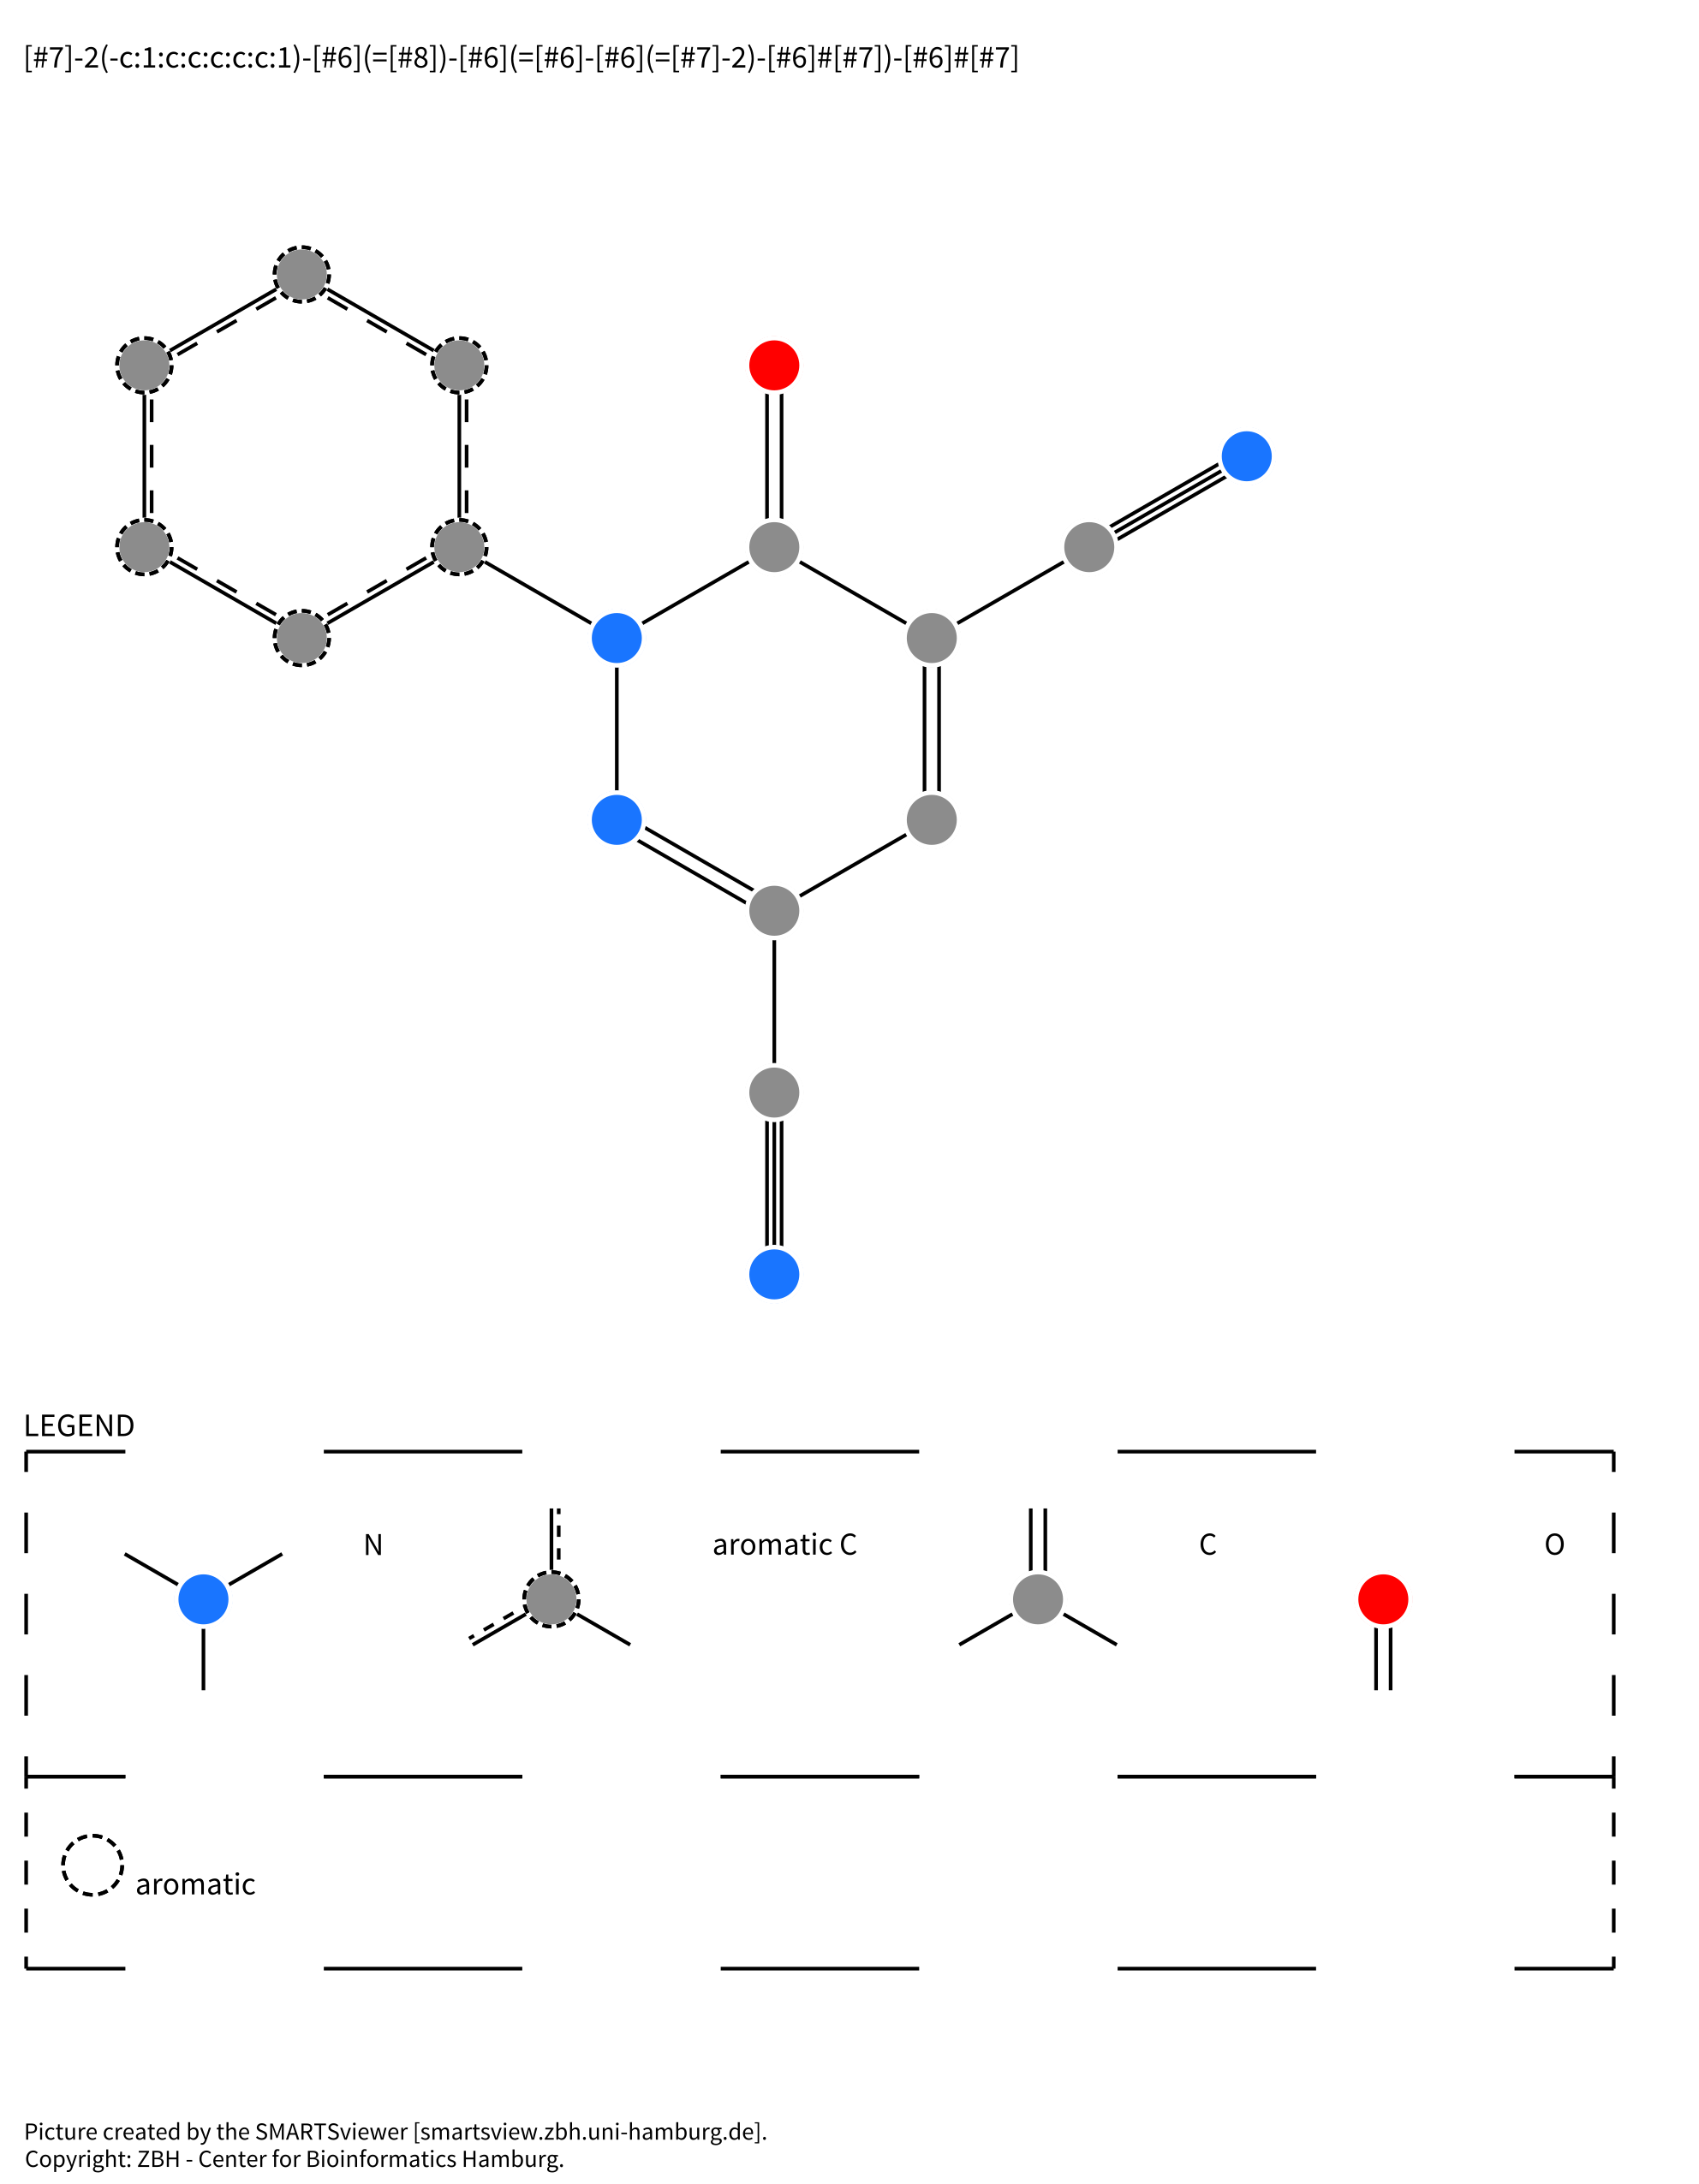 [#7]-2(-c:1:c:c:c:c:c:1)-[#6](=[#8])-[#6](=[#6]-[#6](=[#7]-2)-[#6]#[#7])-[#6]#[#7]
LEGEND
N
aromatic C
C
O
aromatic
Picture created by the SMARTSviewer [smartsview.zbh.uni-hamburg.de].
Copyright: ZBH - Center for Bioinformatics Hamburg.